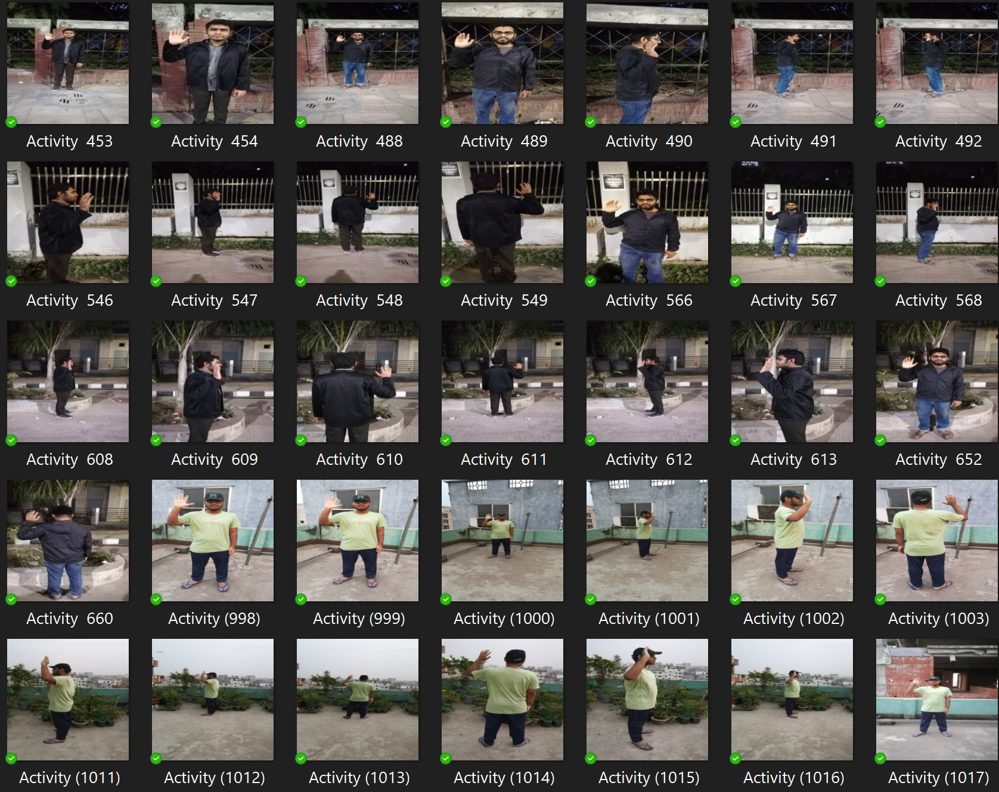 Activity 453
Activity 454
Activity 488
Activity 489
Activity 490
Activity 491
Activity 492
Activity 546
Activity 547
Activity 548
Activity 549
Activity 566
Activity 567
Activity 568
Activity 608
Activity 609
Activity 610
Activity 611
Activity 612
Activity 613
Activity 652
Activity 660
Activity (998)
Activity (999)
Activity (1000)
Activity (1001)
Activity (1002)
Activity (1003)
Activity (1011)
Activity (1012)
Activity (1013)
Activity (1014)
Activity (1015)
Activity (1016)
Activity (1017)